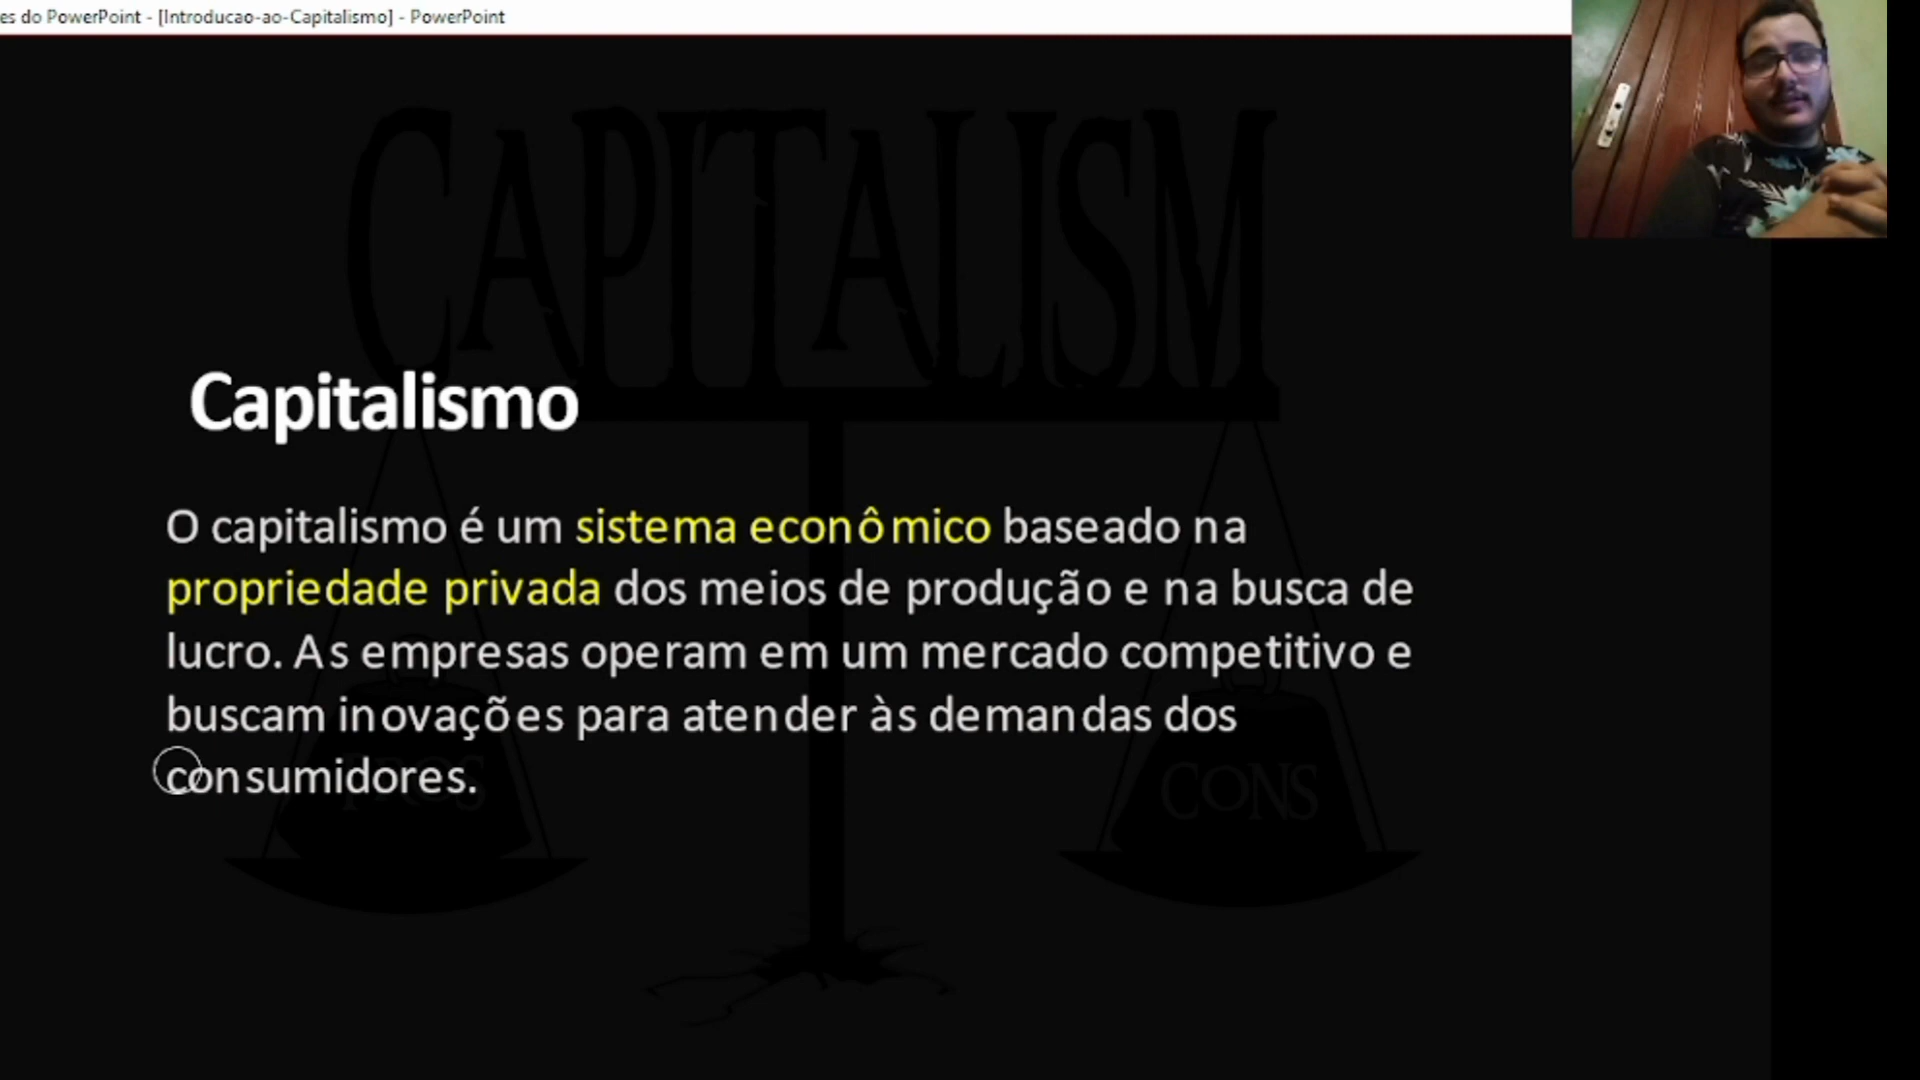 es do PowerPoint - [Introducao-ao-Capitalismo] - PowerPoint
CAPITALISM
Capitalismo
O capitalismo é um sistema econômico baseado na
propriedade privada dos meios de produção e na busca de
lucro. As empresas operam em um mercado competitivo e
buscam inovações para atender às demandas dos
consumidores.
PROS
CONS